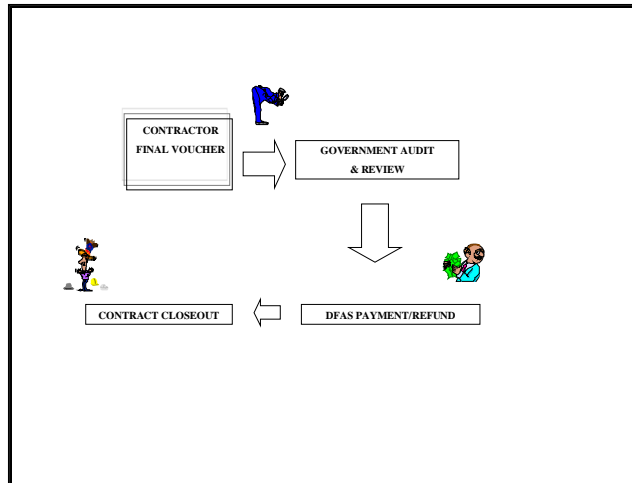 CONTRACTOR
FINAL VOUCHER
GOVERNMENT AUDIT
& REVIEW
CONTRACT CLOSEOUT
DFAS PAYMENT/REFUND